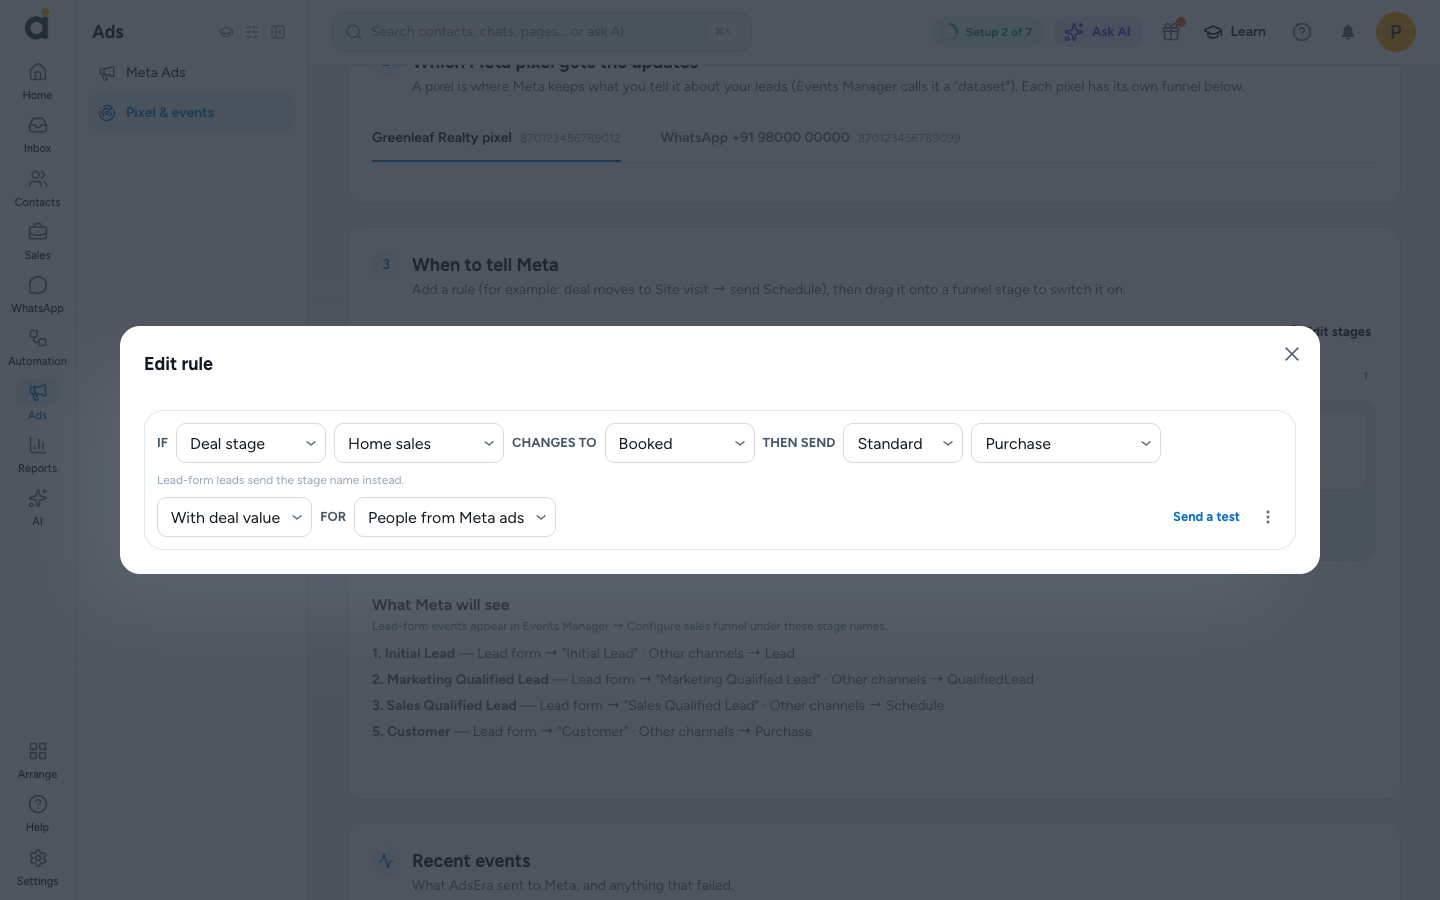 Ads
Search contacts, chats, pages... or ask AI
⌘K
Setup 2 of 7
Ask AI
Learn
P
Home
Inbox
Contacts
Sales
WhatsApp
Automation
Ads
Reports
AI
Arrange
Help
Settings
Meta Ads
Pixel & events
Which Meta pixel gets the updates
A pixel is where Meta keeps what you tell it about your leads (Events Manager calls it a "dataset"). Each pixel has its own funnel below.
Greenleaf Realty pixel 870123456789012
WhatsApp +91 98000 00000 870123456789099
3 When to tell Meta
Add a rule (for example: deal moves to Site visit → send Schedule), then drag it onto a funnel stage to switch it on.
dit stages
1
Edit rule
IF Deal stage Home sales CHANGES TO Booked THEN SEND Standard Purchase
Lead-form leads send the stage name instead.
With deal value FOR People from Meta ads Send a test
What Meta will see
Lead-form events appear in Events Manager → Configure sales funnel under these stage names.
1. Initial Lead — Lead form → "Initial Lead" · Other channels → Lead
2. Marketing Qualified Lead — Lead form → "Marketing Qualified Lead" · Other channels → QualifiedLead
3. Sales Qualified Lead — Lead form → "Sales Qualified Lead" · Other channels → Schedule
5. Customer — Lead form → "Customer" · Other channels → Purchase
Recent events
What AdsEra sent to Meta, and anything that failed.